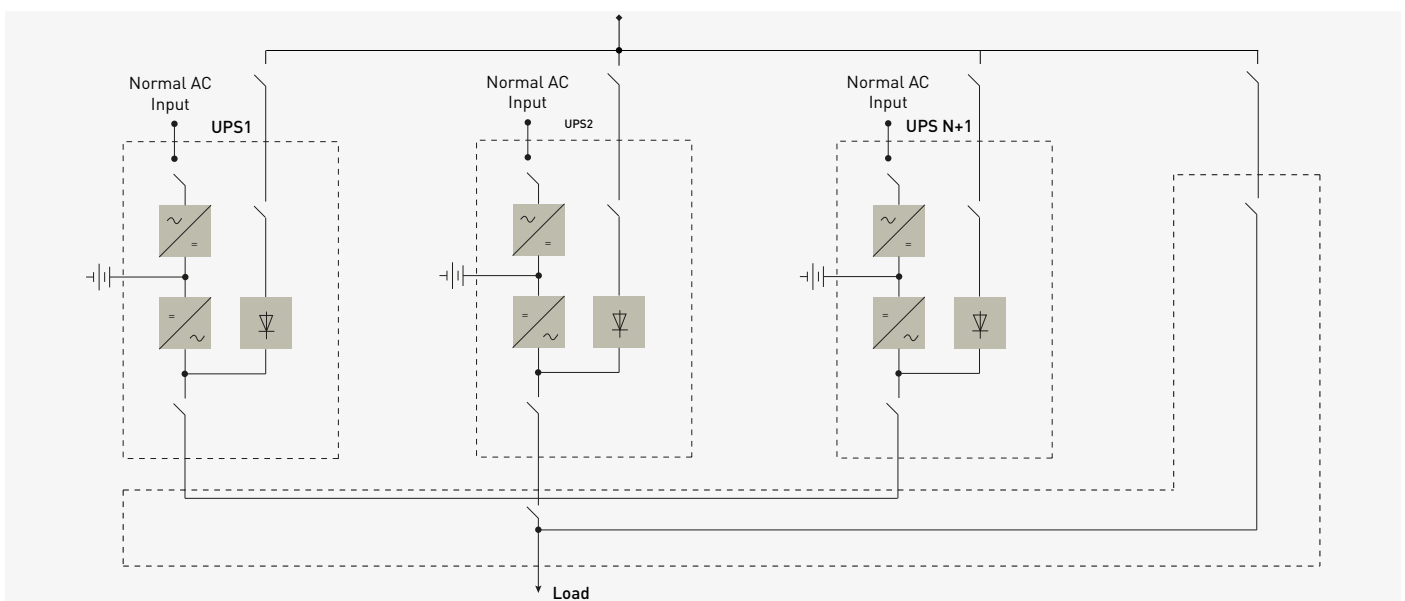 Normal AC
Input
UPS1
Normal AC
Input
UPS2
Normal AC
Input
UPS N+1
Load